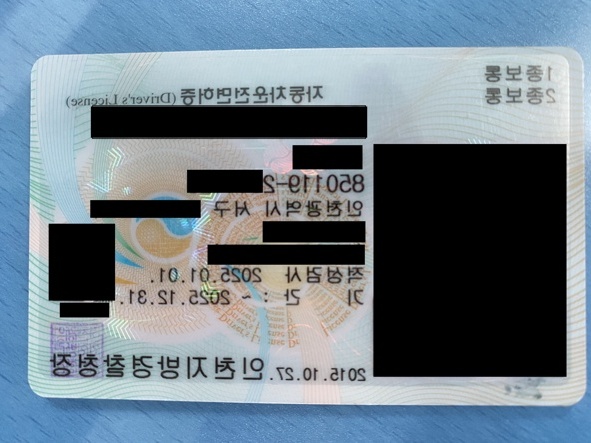 1종보통
2종보통
자동차운전면허증 (Driver's License)
850119-2
인천광역시 서구
적성검사 2025.01.01.
기 간 : ~ 2025.12.31.
2015.10.27. 인천지방경찰청장